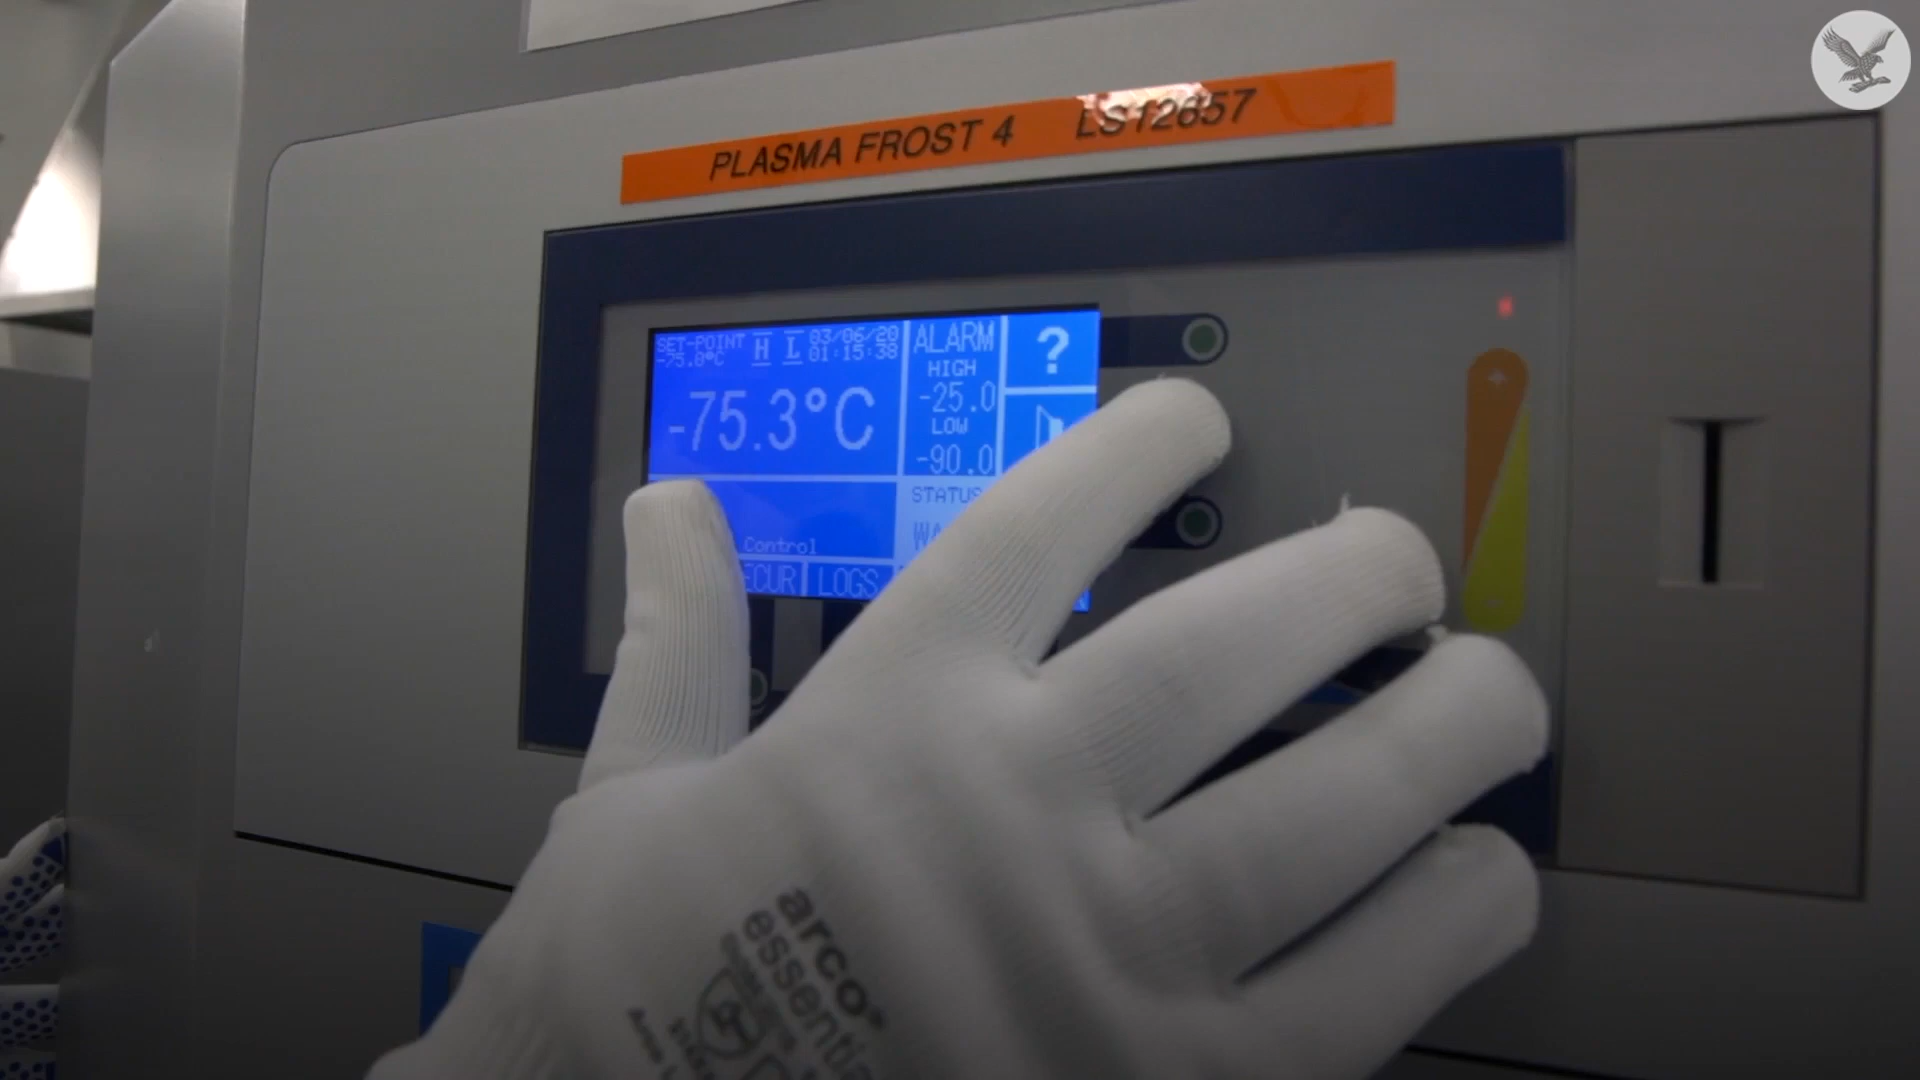 PLASMA FROST 4 LS12657
SET-POINT
-75.0°C
H L
03/06/20
01:15:38
-75.3°C
ALARM
HIGH
-25.0
LOW
-90.0
?
STATUS
Control
LOGS
arco